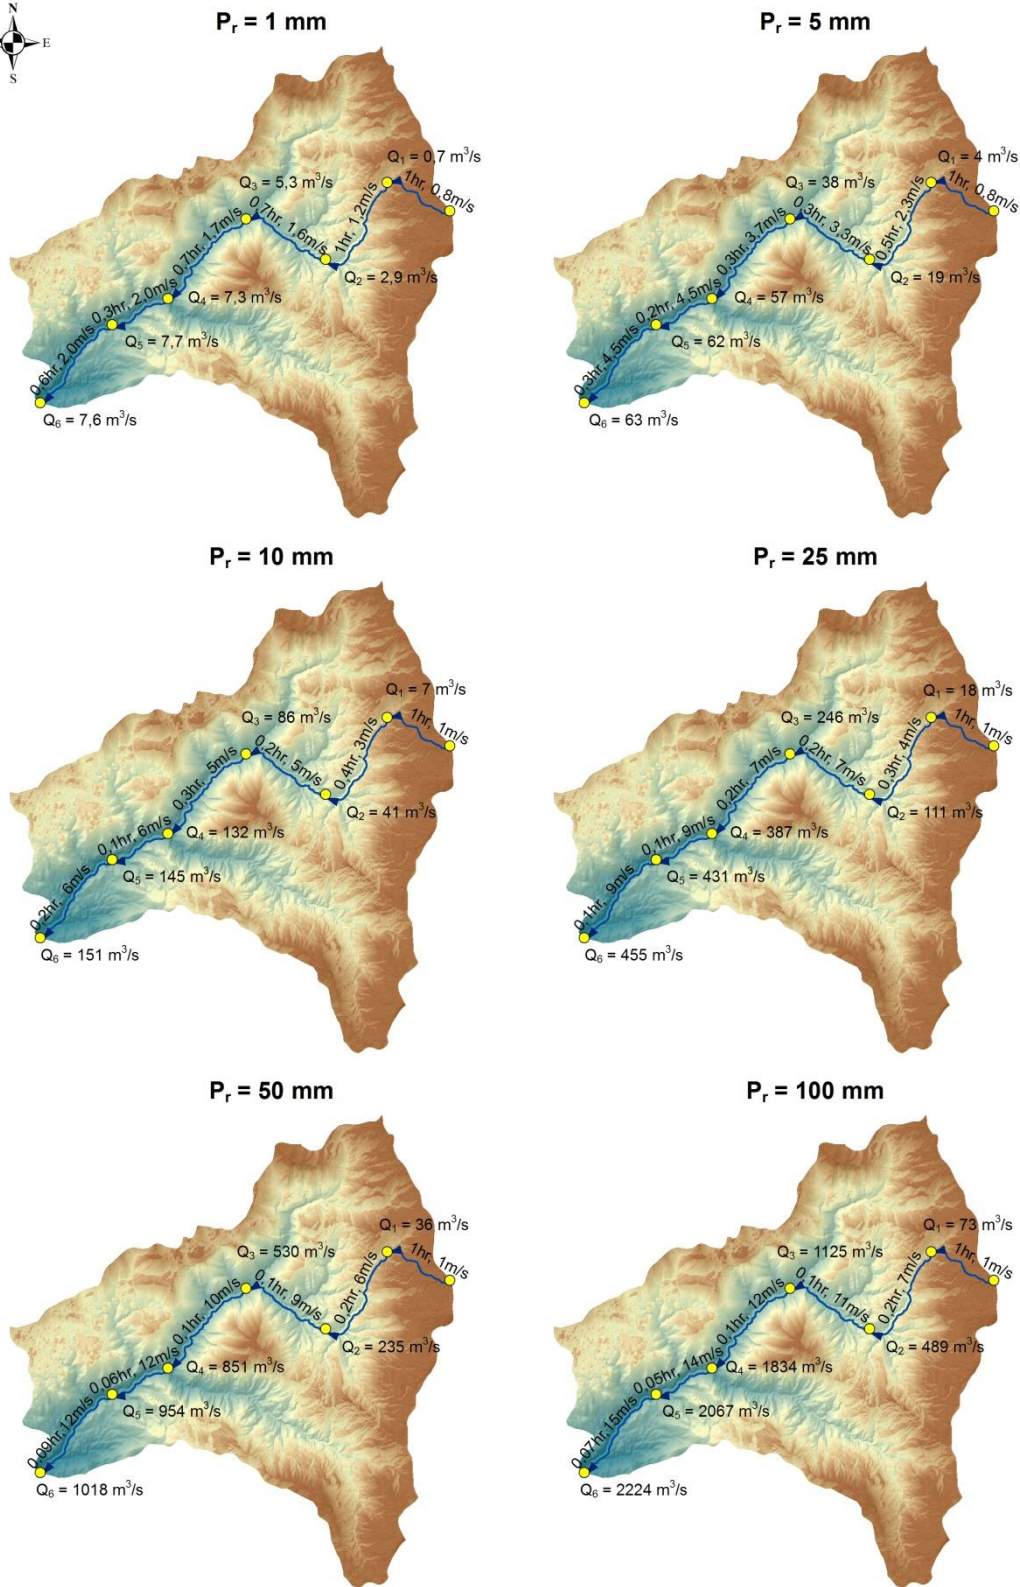 N
E
S
Pr = 1 mm
Q1 = 0,7 m3/s
1hr, 0,8m/s
Q3 = 5,3 m3/s
1hr, 1,2m/s
0,7hr, 1,6m/s
0,7hr, 1,7m/s
Q2 = 2,9 m3/s
Q4 = 7,3 m3/s
0,3hr, 2,0m/s
Q5 = 7,7 m3/s
0,6hr, 2,0m/s
Q6 = 7,6 m3/s
Pr = 5 mm
Q1 = 4 m3/s
1hr, 0,8m/s
Q3 = 38 m3/s
0,5hr, 2,3m/s
0,3hr, 3,3m/s
0,3hr, 3,7m/s
Q2 = 19 m3/s
Q4 = 57 m3/s
0,2hr, 4,5m/s
Q5 = 62 m3/s
0,3hr, 4,5m/s
Q6 = 63 m3/s
Pr = 10 mm
Q1 = 7 m3/s
1hr, 1m/s
Q3 = 86 m3/s
0,4hr, 3m/s
0,2hr, 5m/s
0,3hr, 5m/s
Q2 = 41 m3/s
Q4 = 132 m3/s
0,1hr, 6m/s
Q5 = 145 m3/s
0,2hr, 6m/s
Q6 = 151 m3/s
Pr = 25 mm
Q1 = 18 m3/s
1hr, 1m/s
Q3 = 246 m3/s
0,3hr, 4m/s
0,2hr, 7m/s
0,2hr, 7m/s
Q2 = 111 m3/s
Q4 = 387 m3/s
0,1hr, 9m/s
Q5 = 431 m3/s
0,1hr, 9m/s
Q6 = 455 m3/s
Pr = 50 mm
Q1 = 36 m3/s
1hr, 1m/s
Q3 = 530 m3/s
0,2hr, 6m/s
0,1hr, 9m/s
0,1hr, 10m/s
Q2 = 235 m3/s
Q4 = 851 m3/s
0,06hr, 12m/s
Q5 = 954 m3/s
0,09hr,12m/s
Q6 = 1018 m3/s
Pr = 100 mm
Q1 = 73 m3/s
1hr, 1m/s
Q3 = 1125 m3/s
0,2hr, 7m/s
0,1hr, 11m/s
0,1hr, 12m/s
Q2 = 489 m3/s
Q4 = 1834 m3/s
0,05hr, 14m/s
Q5 = 2067 m3/s
0,07hr,15m/s
Q6 = 2224 m3/s